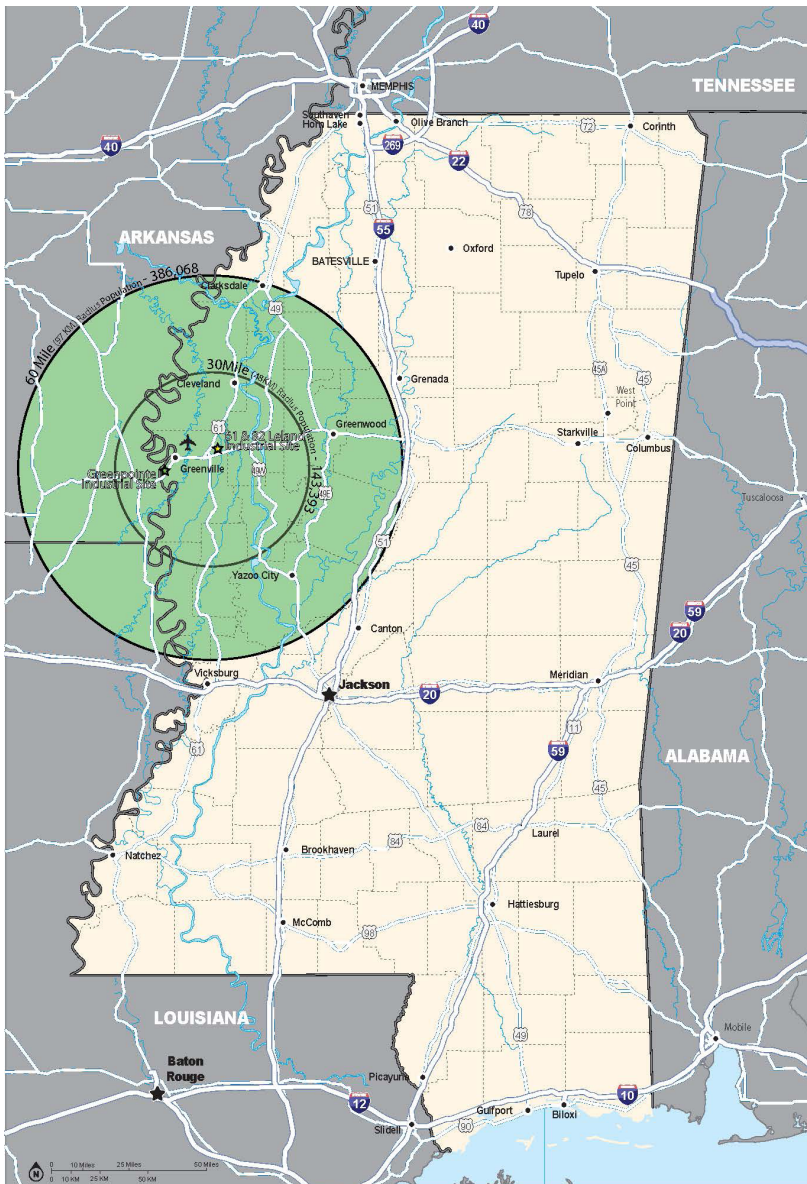 40
MEMPHIS
TENNESSEE
Southaven
Horn Lake
Olive Branch
72
Corinth
40
269
22
51
78
ARKANSAS
55
Oxford
BATESVILLE
Tupelo
60 Mile (97 KM) Radius Population - 386,068
Clarksdale
49
30Mile (48KM) Radius Population - 143,393
Cleveland
Grenada
45A
45
West
Point
61
61 & 82 Leland
Industrial Site
Greenwood
Starkville
Columbus
Greenville
Greenpointe
Industrial Site
49W
49E
Tuscaloosa
51
45
Yazoo City
59
20
Canton
Vicksburg
Jackson
20
Meridian
61
11
59
ALABAMA
45
84
84
Laurel
Natchez
Brookhaven
Hattiesburg
McComb
98
LOUISIANA
49
Mobile
Baton
Rouge
Picayune
12
10
Gulfport
Biloxi
Slidell
90
N
0 10 Miles 25 Miles 50 Miles
0 10 KM 25 KM 50 KM